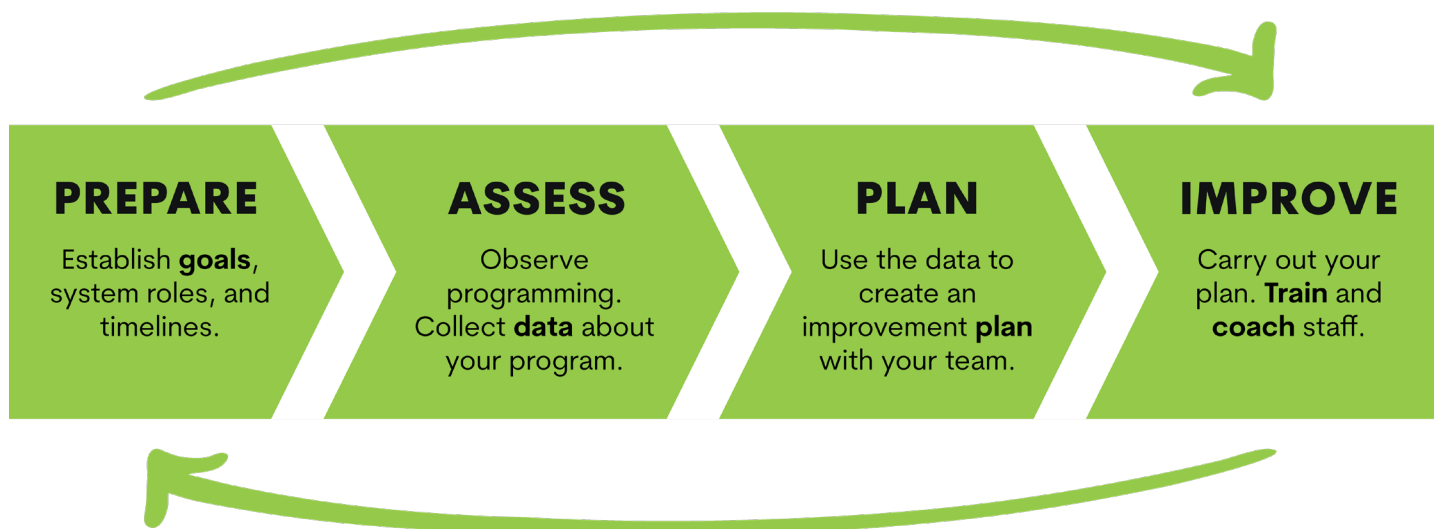 PREPARE
Establish goals,
system roles, and
timelines.
ASSESS
Observe
programming.
Collect data about
your program.
PLAN
Use the data to
create an
improvement plan
with your team.
IMPROVE
Carry out your
plan. Train and
coach staff.